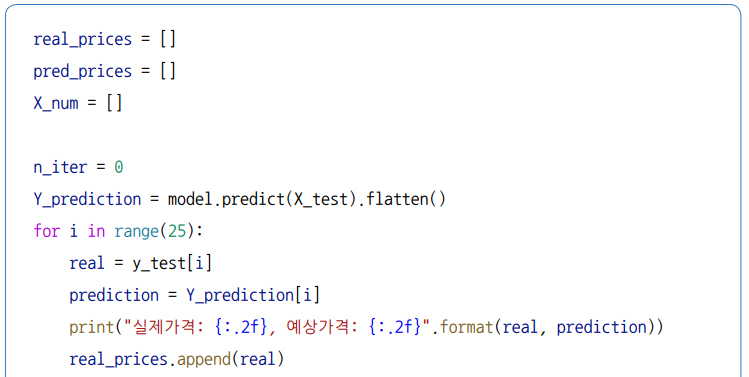 real_prices = []
pred_prices = []
X_num = []
n_iter = 0
Y_prediction = model.predict(X_test).flatten()
for i in range(25):
    real = y_test[i]
    prediction = Y_prediction[i]
    print("실제가격: {:.2f}, 예상가격: {:.2f}".format(real, prediction))
    real_prices.append(real)